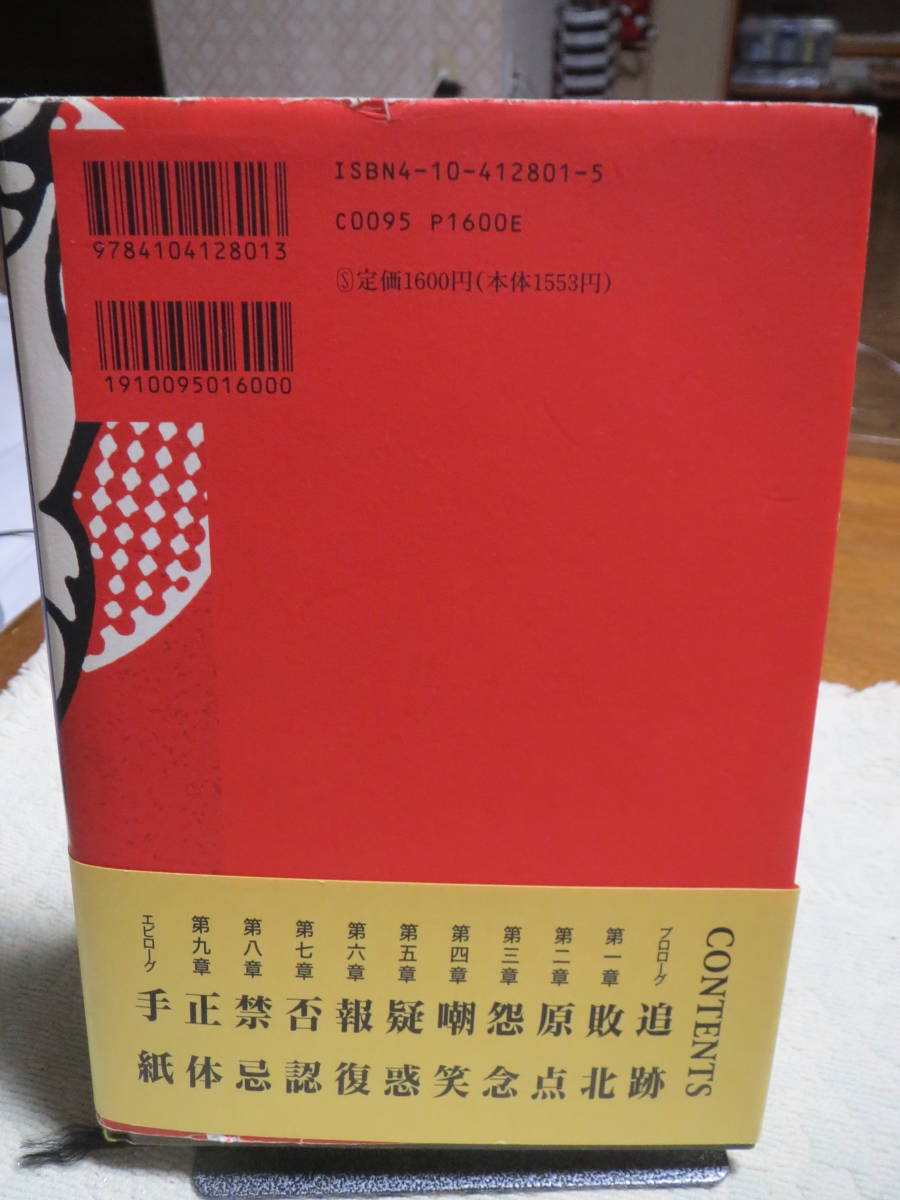 ISBN4-10-412801-5
C0095 P1600E
Ⓢ定価1600円(本体1553円)
9784104128013
1910095016000
CONTENTS
プロローグ 追跡
第一章 敗北
第二章 原点
第三章 怨念
第四章 嘲笑
第五章 疑惑
第六章 報復
第七章 否認
第八章 禁忌
第九章 正体
エピローグ 手紙